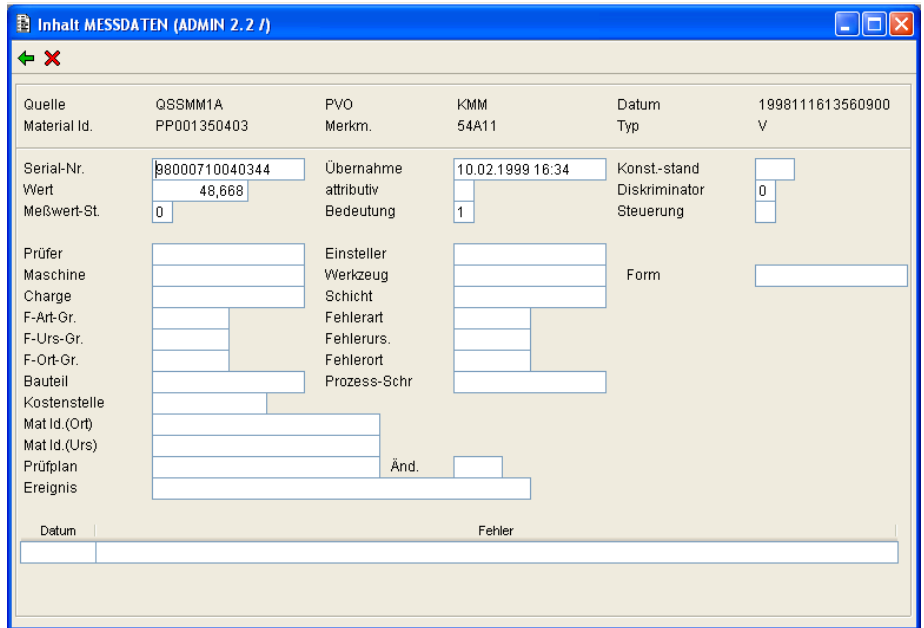 Inhalt MESSDATEN (ADMIN 2.2 /)
Quelle QSSMM1A PVO KMM Datum 1998111613560900
Material Id. PP001350403 Merkm. 54A11 Typ V
Serial-Nr. 98000710040344 Übernahme 10.02.1999 16:34 Konst.-stand
Wert 48,668 attributiv Diskriminator 0
Meßwert-St. 0 Bedeutung 1 Steuerung
Prüfer Einsteller
Maschine Werkzeug Form
Charge Schicht
F-Art-Gr. Fehlerart
F-Urs-Gr. Fehlerurs.
F-Ort-Gr. Fehlerort
Bauteil Prozess-Schr
Kostenstelle
Mat Id.(Ort)
Mat Id.(Urs)
Prüfplan Änd.
Ereignis
Datum Fehler